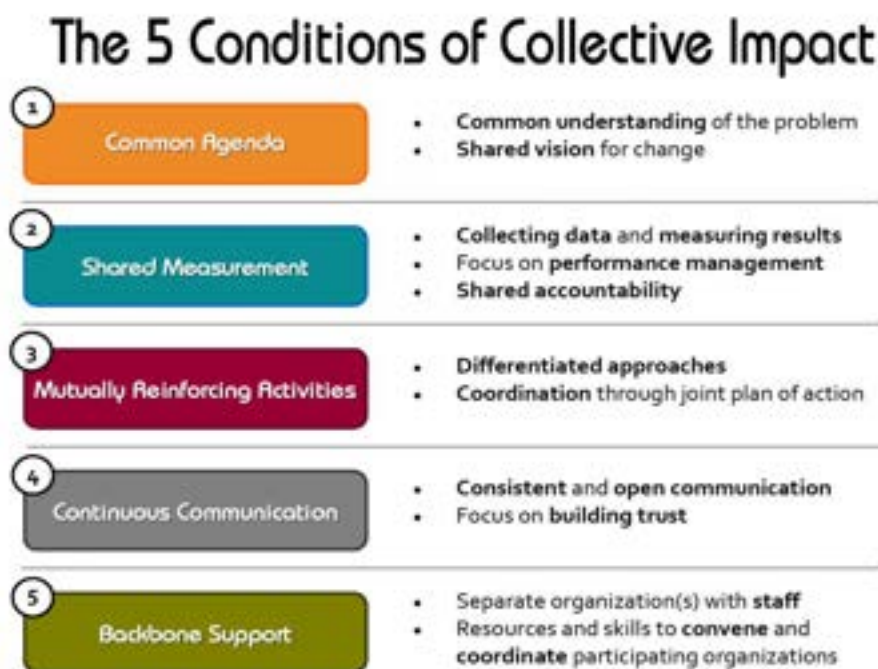 The 5 Conditions of Collective Impact
1
Common Agenda
• Common understanding of the problem
• Shared vision for change
2
Shared Measurement
• Collecting data and measuring results
• Focus on performance management
• Shared accountability
3
Mutually Reinforcing Activities
• Differentiated approaches
• Coordination through joint plan of action
4
Continuous Communication
• Consistent and open communication
• Focus on building trust
5
Backbone Support
• Separate organization(s) with staff
• Resources and skills to convene and
coordinate participating organizations